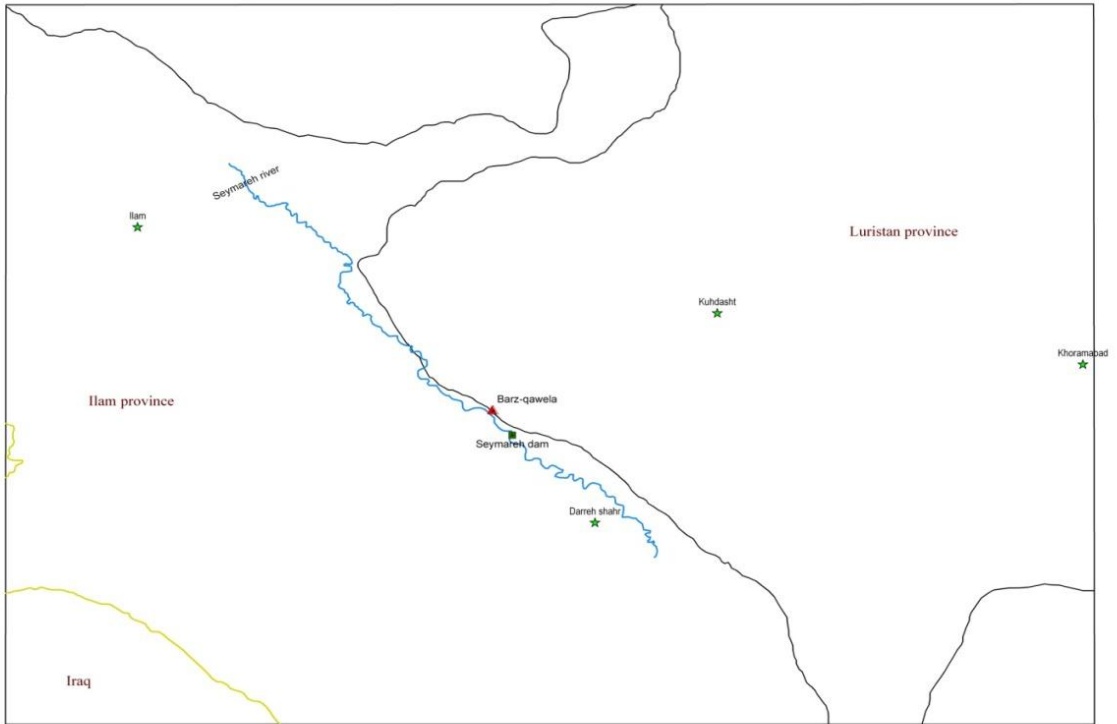 Seymareh river
Ilam
Luristan province
Kuhdasht
Khoramabad
Ilam province
Barz-qawela
Seymareh dam
Darreh shahr
Iraq